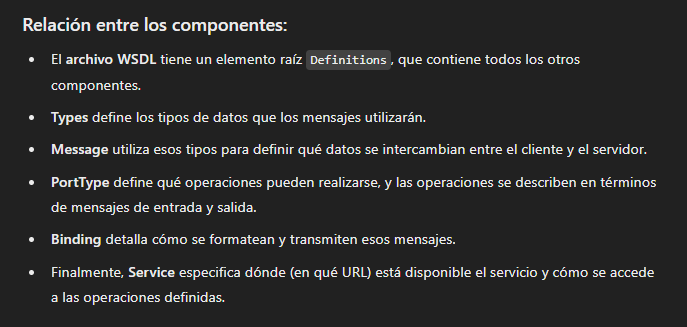 Relación entre los componentes:
• El archivo WSDL tiene un elemento raíz Definitions, que contiene todos los otros
componentes.
• Types define los tipos de datos que los mensajes utilizarán.
• Message utiliza esos tipos para definir qué datos se intercambian entre el cliente y el servidor.
• PortType define qué operaciones pueden realizarse, y las operaciones se describen en términos
de mensajes de entrada y salida.
• Binding detalla cómo se formatean y transmiten esos mensajes.
• Finalmente, Service especifica dónde (en qué URL) está disponible el servicio y cómo se accede
a las operaciones definidas.